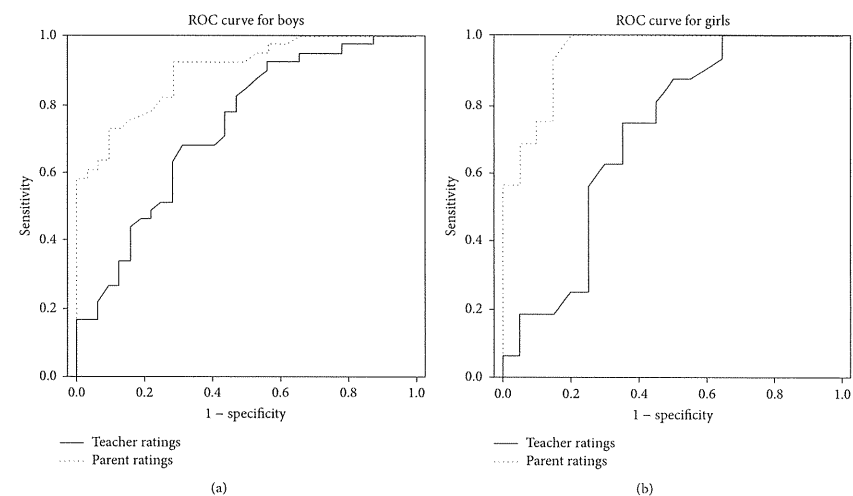 ROC curve for boys
1.0
0.8
0.6
0.4
0.2
0.0
Sensitivity
0.0 0.2 0.4 0.6 0.8 1.0
1 − specificity
Teacher ratings
Parent ratings
(a)
ROC curve for girls
1.0
0.8
0.6
0.4
0.2
0.0
Sensitivity
0.0 0.2 0.4 0.6 0.8 1.0
1 − specificity
Teacher ratings
Parent ratings
(b)